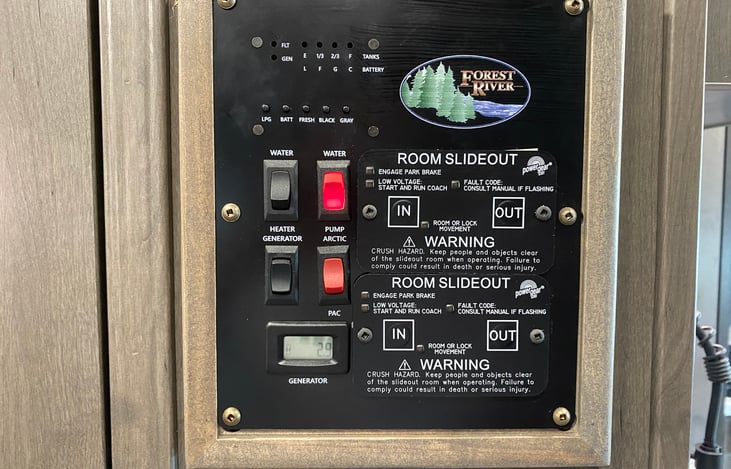 FLT
GEN
E 1/3 2/3 F TANKS
L F G C BATTERY
LPG BATT FRESH BLACK GRAY
FOREST
RIVER
WATER WATER
HEATER PUMP
GENERATOR ARCTIC
PAC
29
GENERATOR
ROOM SLIDEOUT
powergear
ENGAGE PARK BRAKE
LOW VOLTAGE:
START AND RUN COACH
FAULT CODE:
CONSULT MANUAL IF FLASHING
IN OUT
ROOM OR LOCK
MOVEMENT
WARNING
CRUSH HAZARD. Keep people and objects clear
of the slideout room when operating. Failure to
comply could result in death or serious injury.
ROOM SLIDEOUT
powergear
ENGAGE PARK BRAKE
LOW VOLTAGE:
START AND RUN COACH
FAULT CODE:
CONSULT MANUAL IF FLASHING
IN OUT
ROOM OR LOCK
MOVEMENT
WARNING
CRUSH HAZARD. Keep people and objects clear
of the slideout room when operating. Failure to
comply could result in death or serious injury.